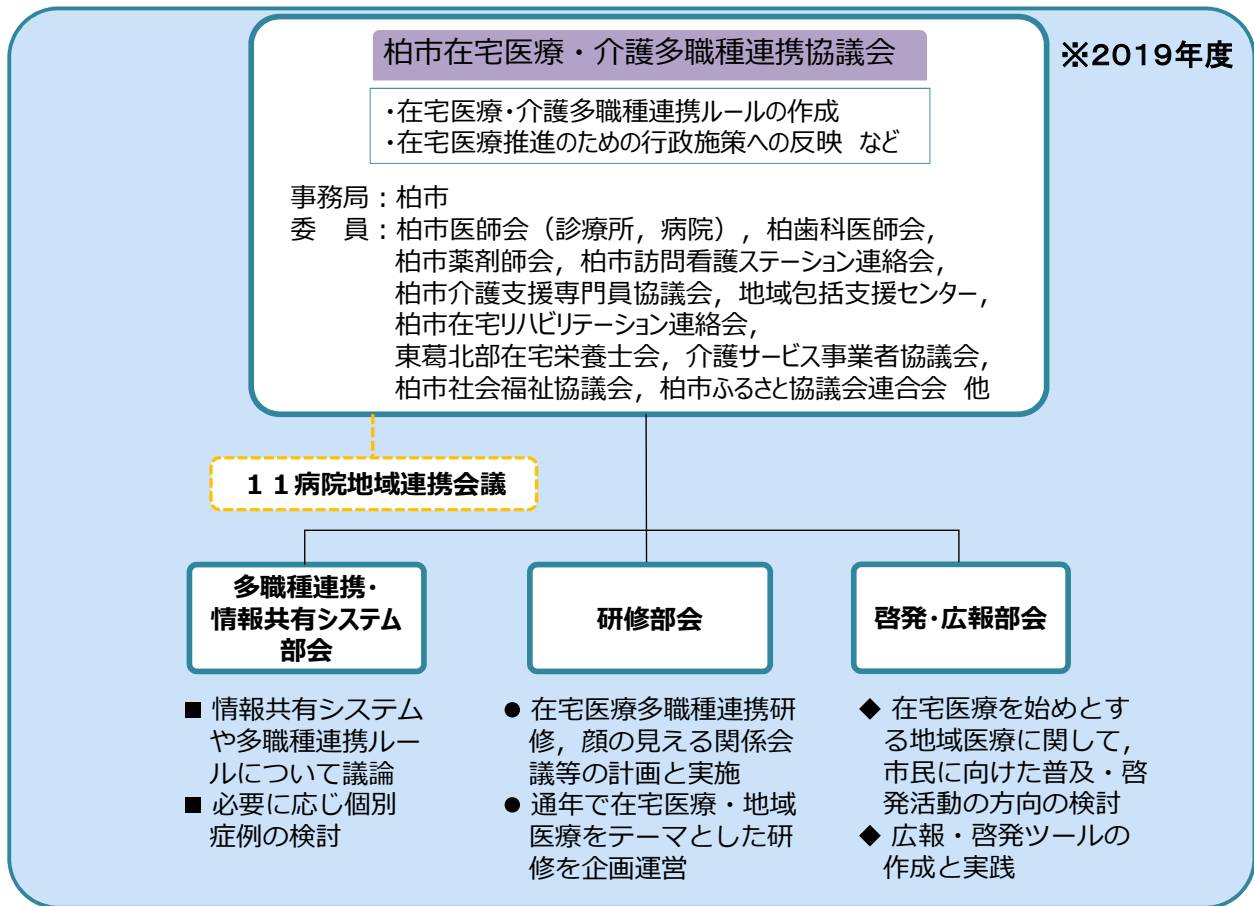 柏市在宅医療・介護多職種連携協議会
※2019年度
・在宅医療・介護多職種連携ルールの作成
・在宅医療推進のための行政施策への反映 など
事務局：柏市
委　員：柏市医師会（診療所，病院），柏歯科医師会，
柏市薬剤師会，柏市訪問看護ステーション連絡会，
柏市介護支援専門員協議会，地域包括支援センター，
柏市在宅リハビリテーション連絡会，
東葛北部在宅栄養士会，介護サービス事業者協議会，
柏市社会福祉協議会，柏市ふるさと協議会連合会 他
１１病院地域連携会議
多職種連携・
情報共有システム
部会
■ 情報共有システム
や多職種連携ルー
ルについて議論
■ 必要に応じ個別
症例の検討
研修部会
● 在宅医療多職種連携研
修，顔の見える関係会
議等の計画と実施
● 通年で在宅医療・地域
医療をテーマとした研
修を企画運営
啓発・広報部会
◆ 在宅医療を始めとす
る地域医療に関して，
市民に向けた普及・啓
発活動の方向の検討
◆ 広報・啓発ツールの
作成と実践